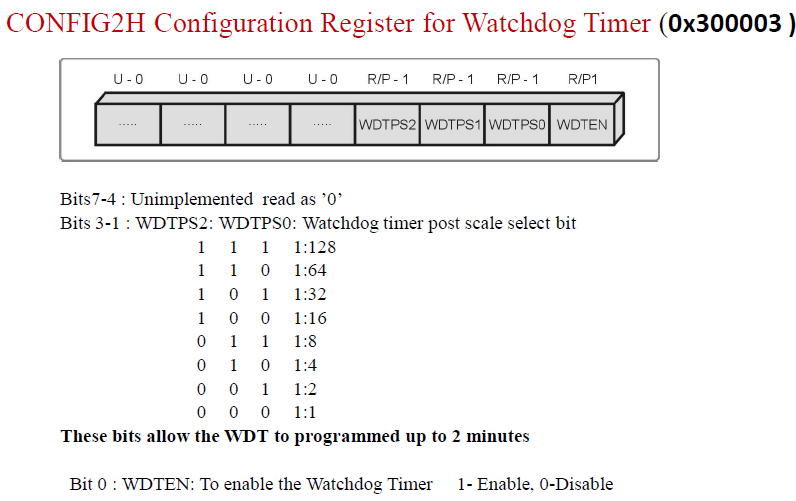 CONFIG2H Configuration Register for Watchdog Timer (0x300003 )
U - 0 U - 0 U - 0 U - 0 R/P - 1 R/P - 1 R/P - 1 R/P1
..... ..... ..... ..... WDTPS2 WDTPS1 WDTPS0 WDTEN
Bits7-4 : Unimplemented read as ’0’
Bits 3-1 : WDTPS2: WDTPS0: Watchdog timer post scale select bit
1 1 1 1:128
1 1 0 1:64
1 0 1 1:32
1 0 0 1:16
0 1 1 1:8
0 1 0 1:4
0 0 1 1:2
0 0 0 1:1
These bits allow the WDT to programmed up to 2 minutes
Bit 0 : WDTEN: To enable the Watchdog Timer 1- Enable, 0-Disable